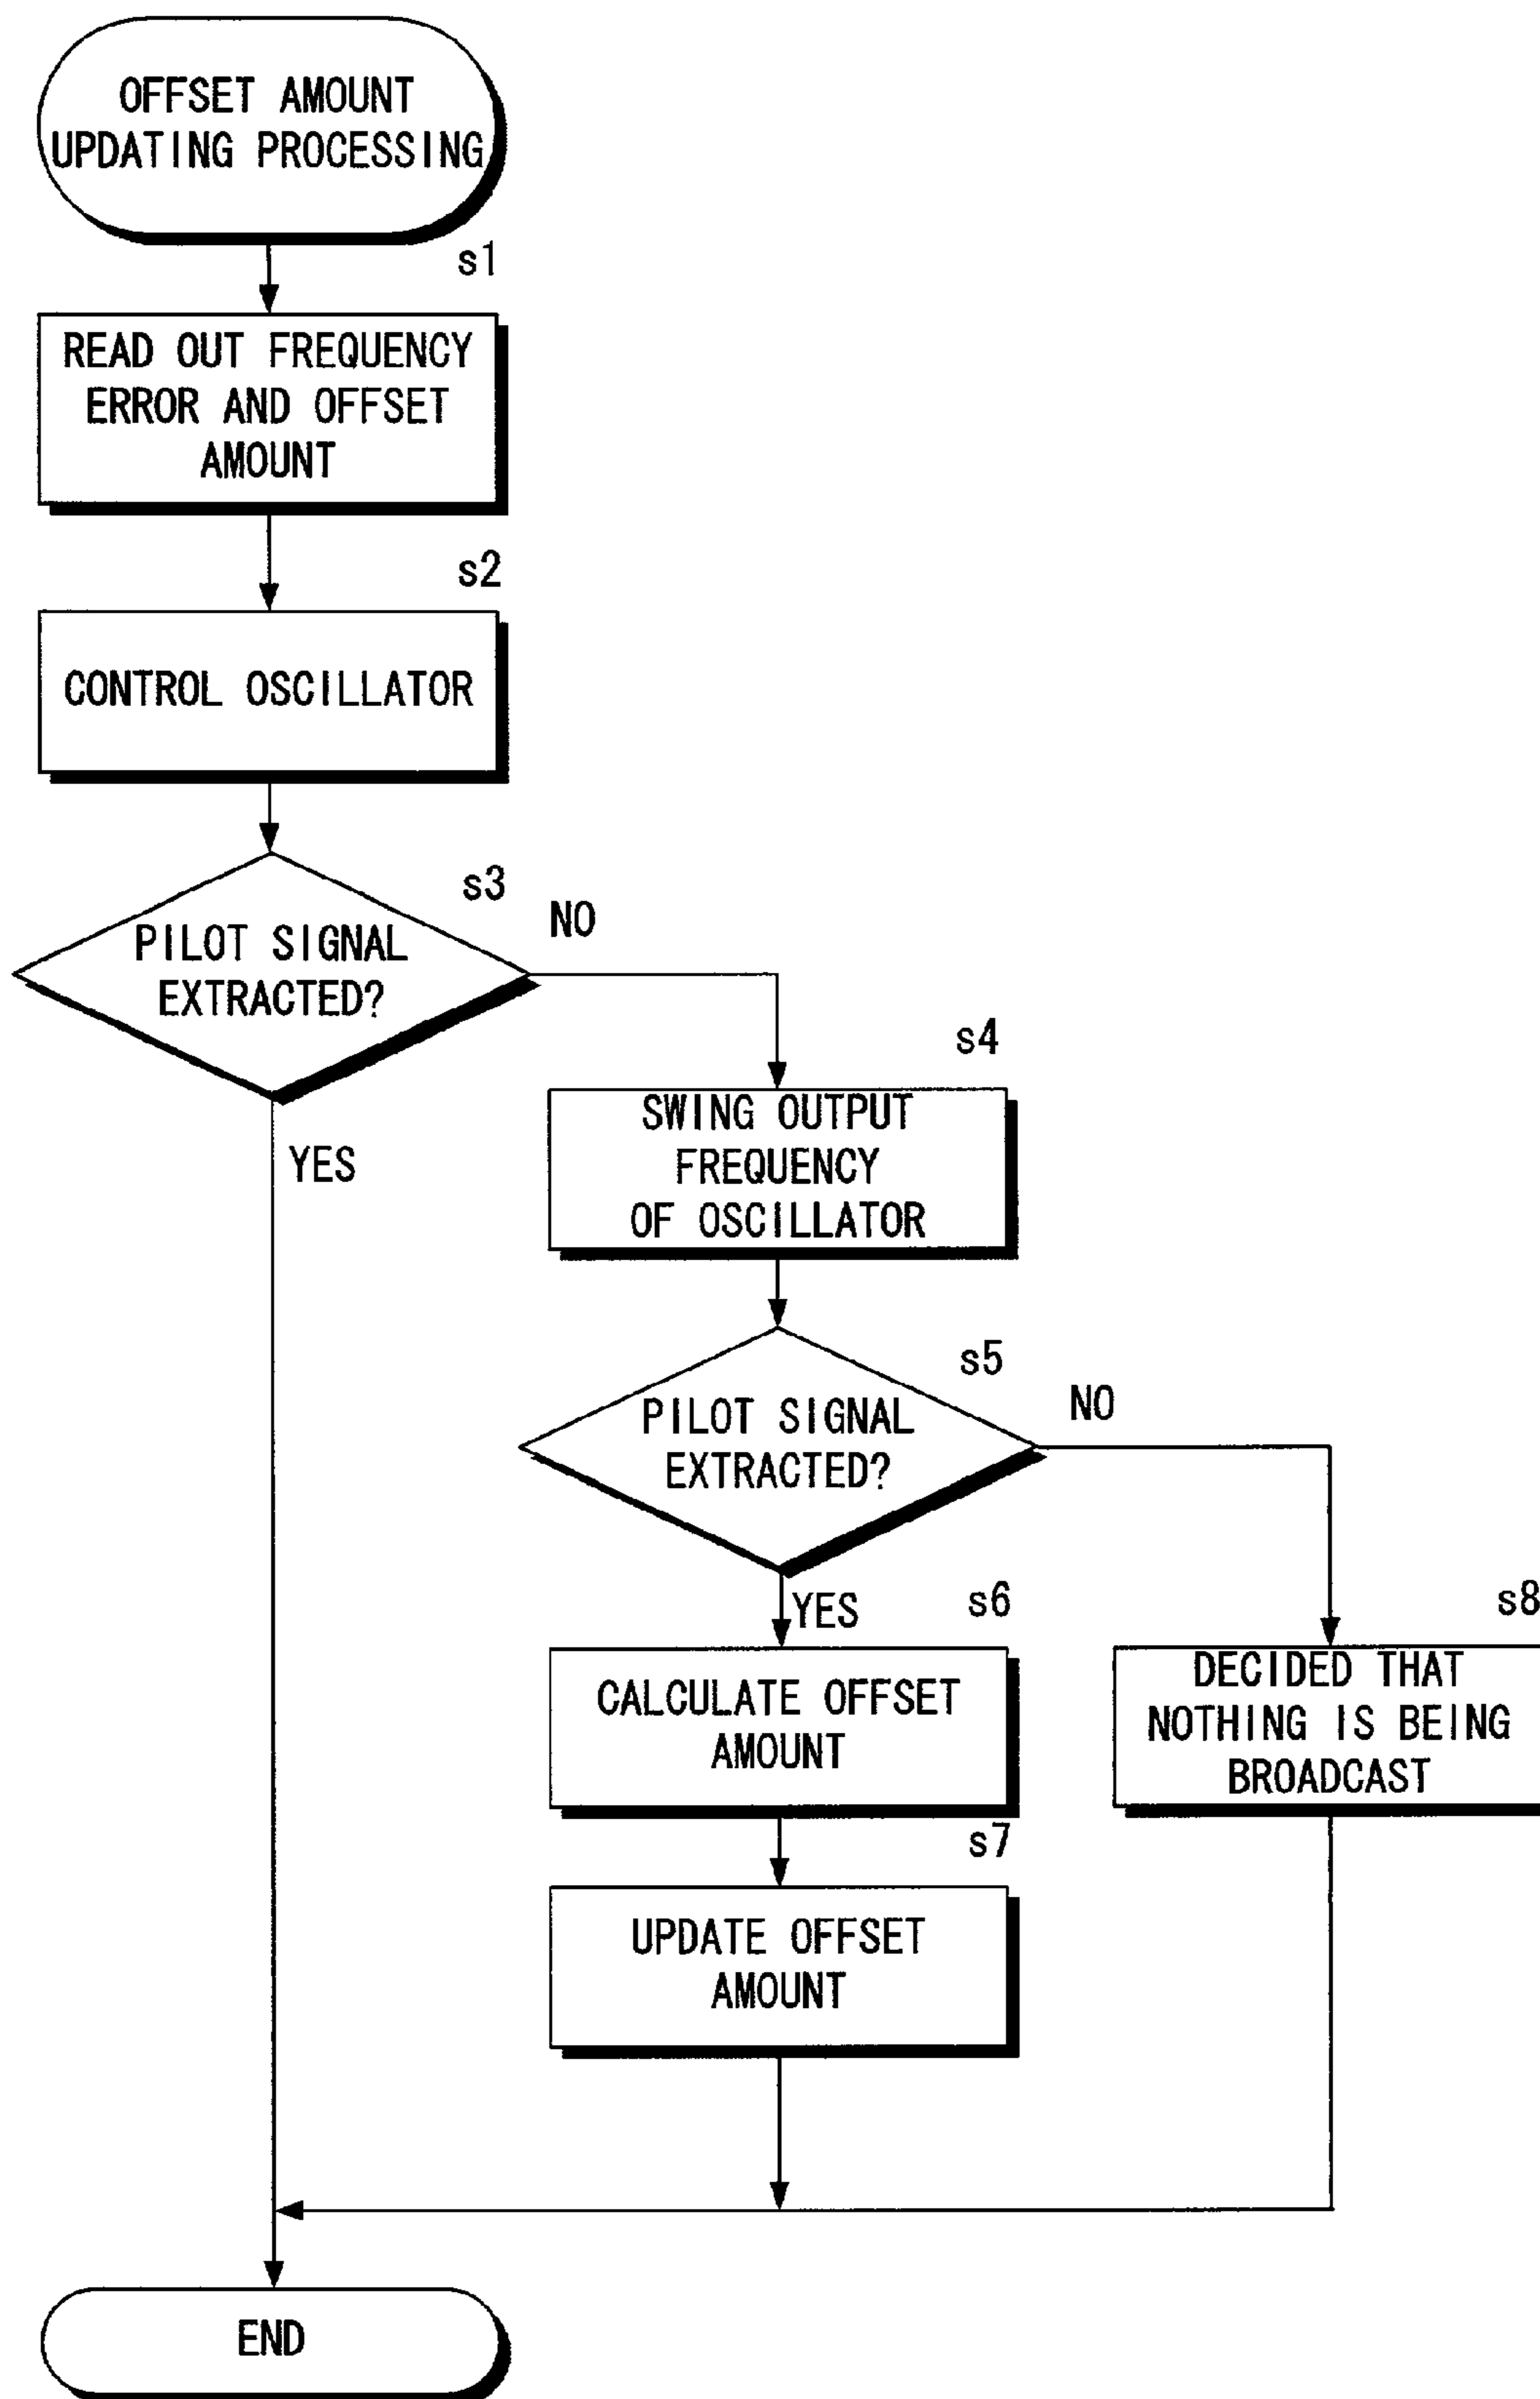 OFFSET AMOUNT
UPDATING PROCESSING
s1
READ OUT FREQUENCY
ERROR AND OFFSET
AMOUNT
s2
CONTROL OSCILLATOR
s3
NO
PILOT SIGNAL
EXTRACTED?
YES
s4
SWING OUTPUT
FREQUENCY
OF OSCILLATOR
s5
NO
PILOT SIGNAL
EXTRACTED?
YES
s6
CALCULATE OFFSET
AMOUNT
s8
DECIDED THAT
NOTHING IS BEING
BROADCAST
s7
UPDATE OFFSET
AMOUNT
END